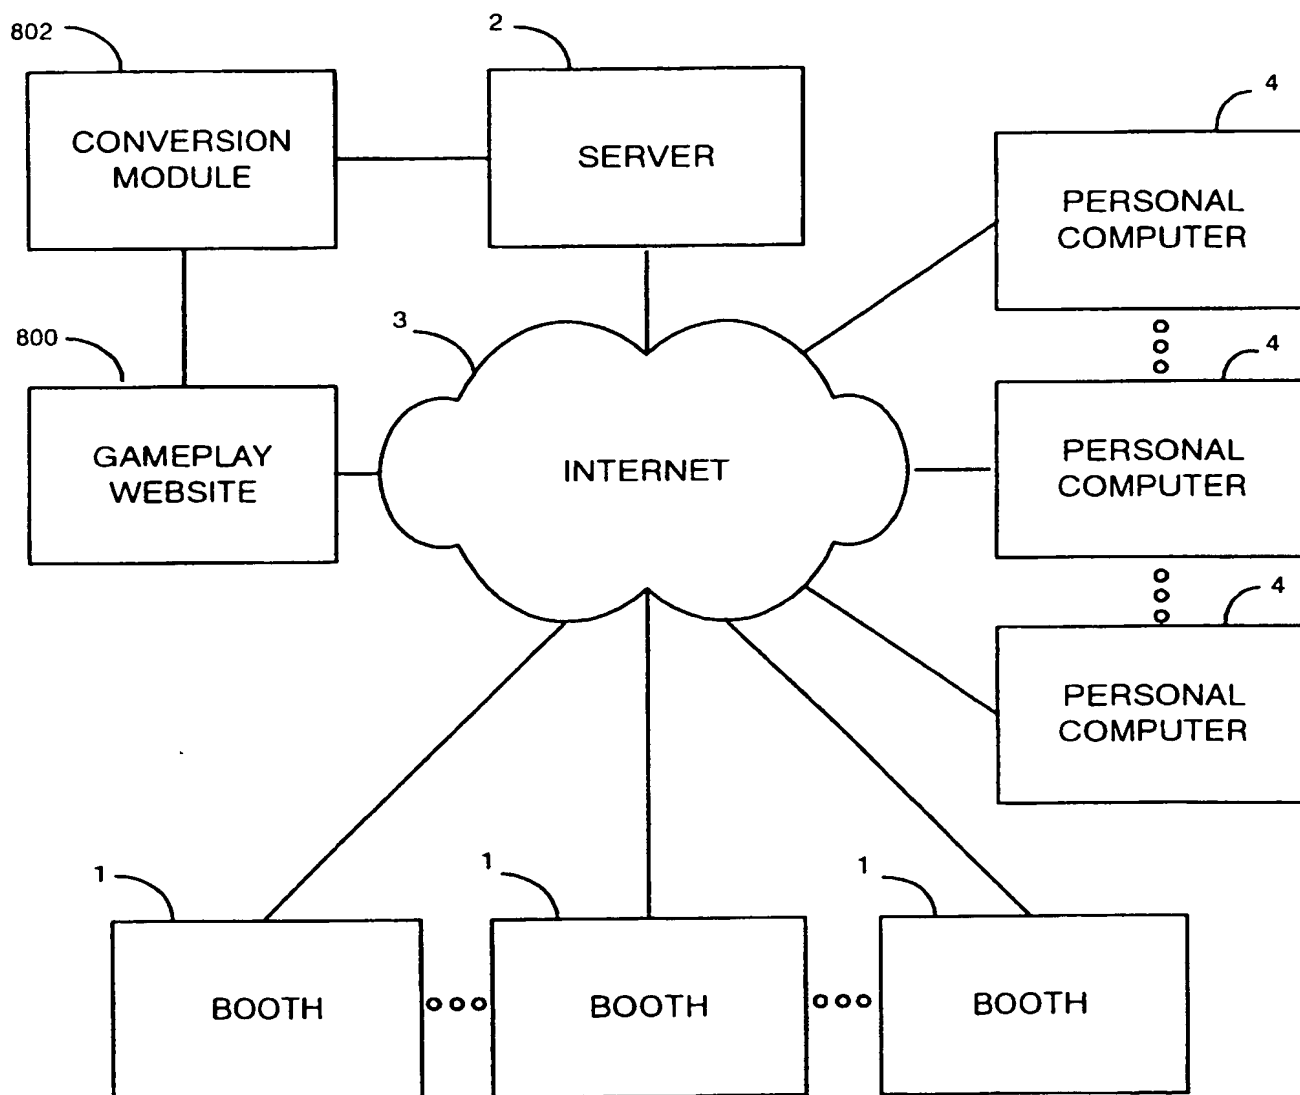 802
2
4
CONVERSION
MODULE
SERVER
PERSONAL
COMPUTER
3
800
4
GAMEPLAY
WEBSITE
INTERNET
PERSONAL
COMPUTER
4
PERSONAL
COMPUTER
1
1
1
BOOTH
BOOTH
BOOTH